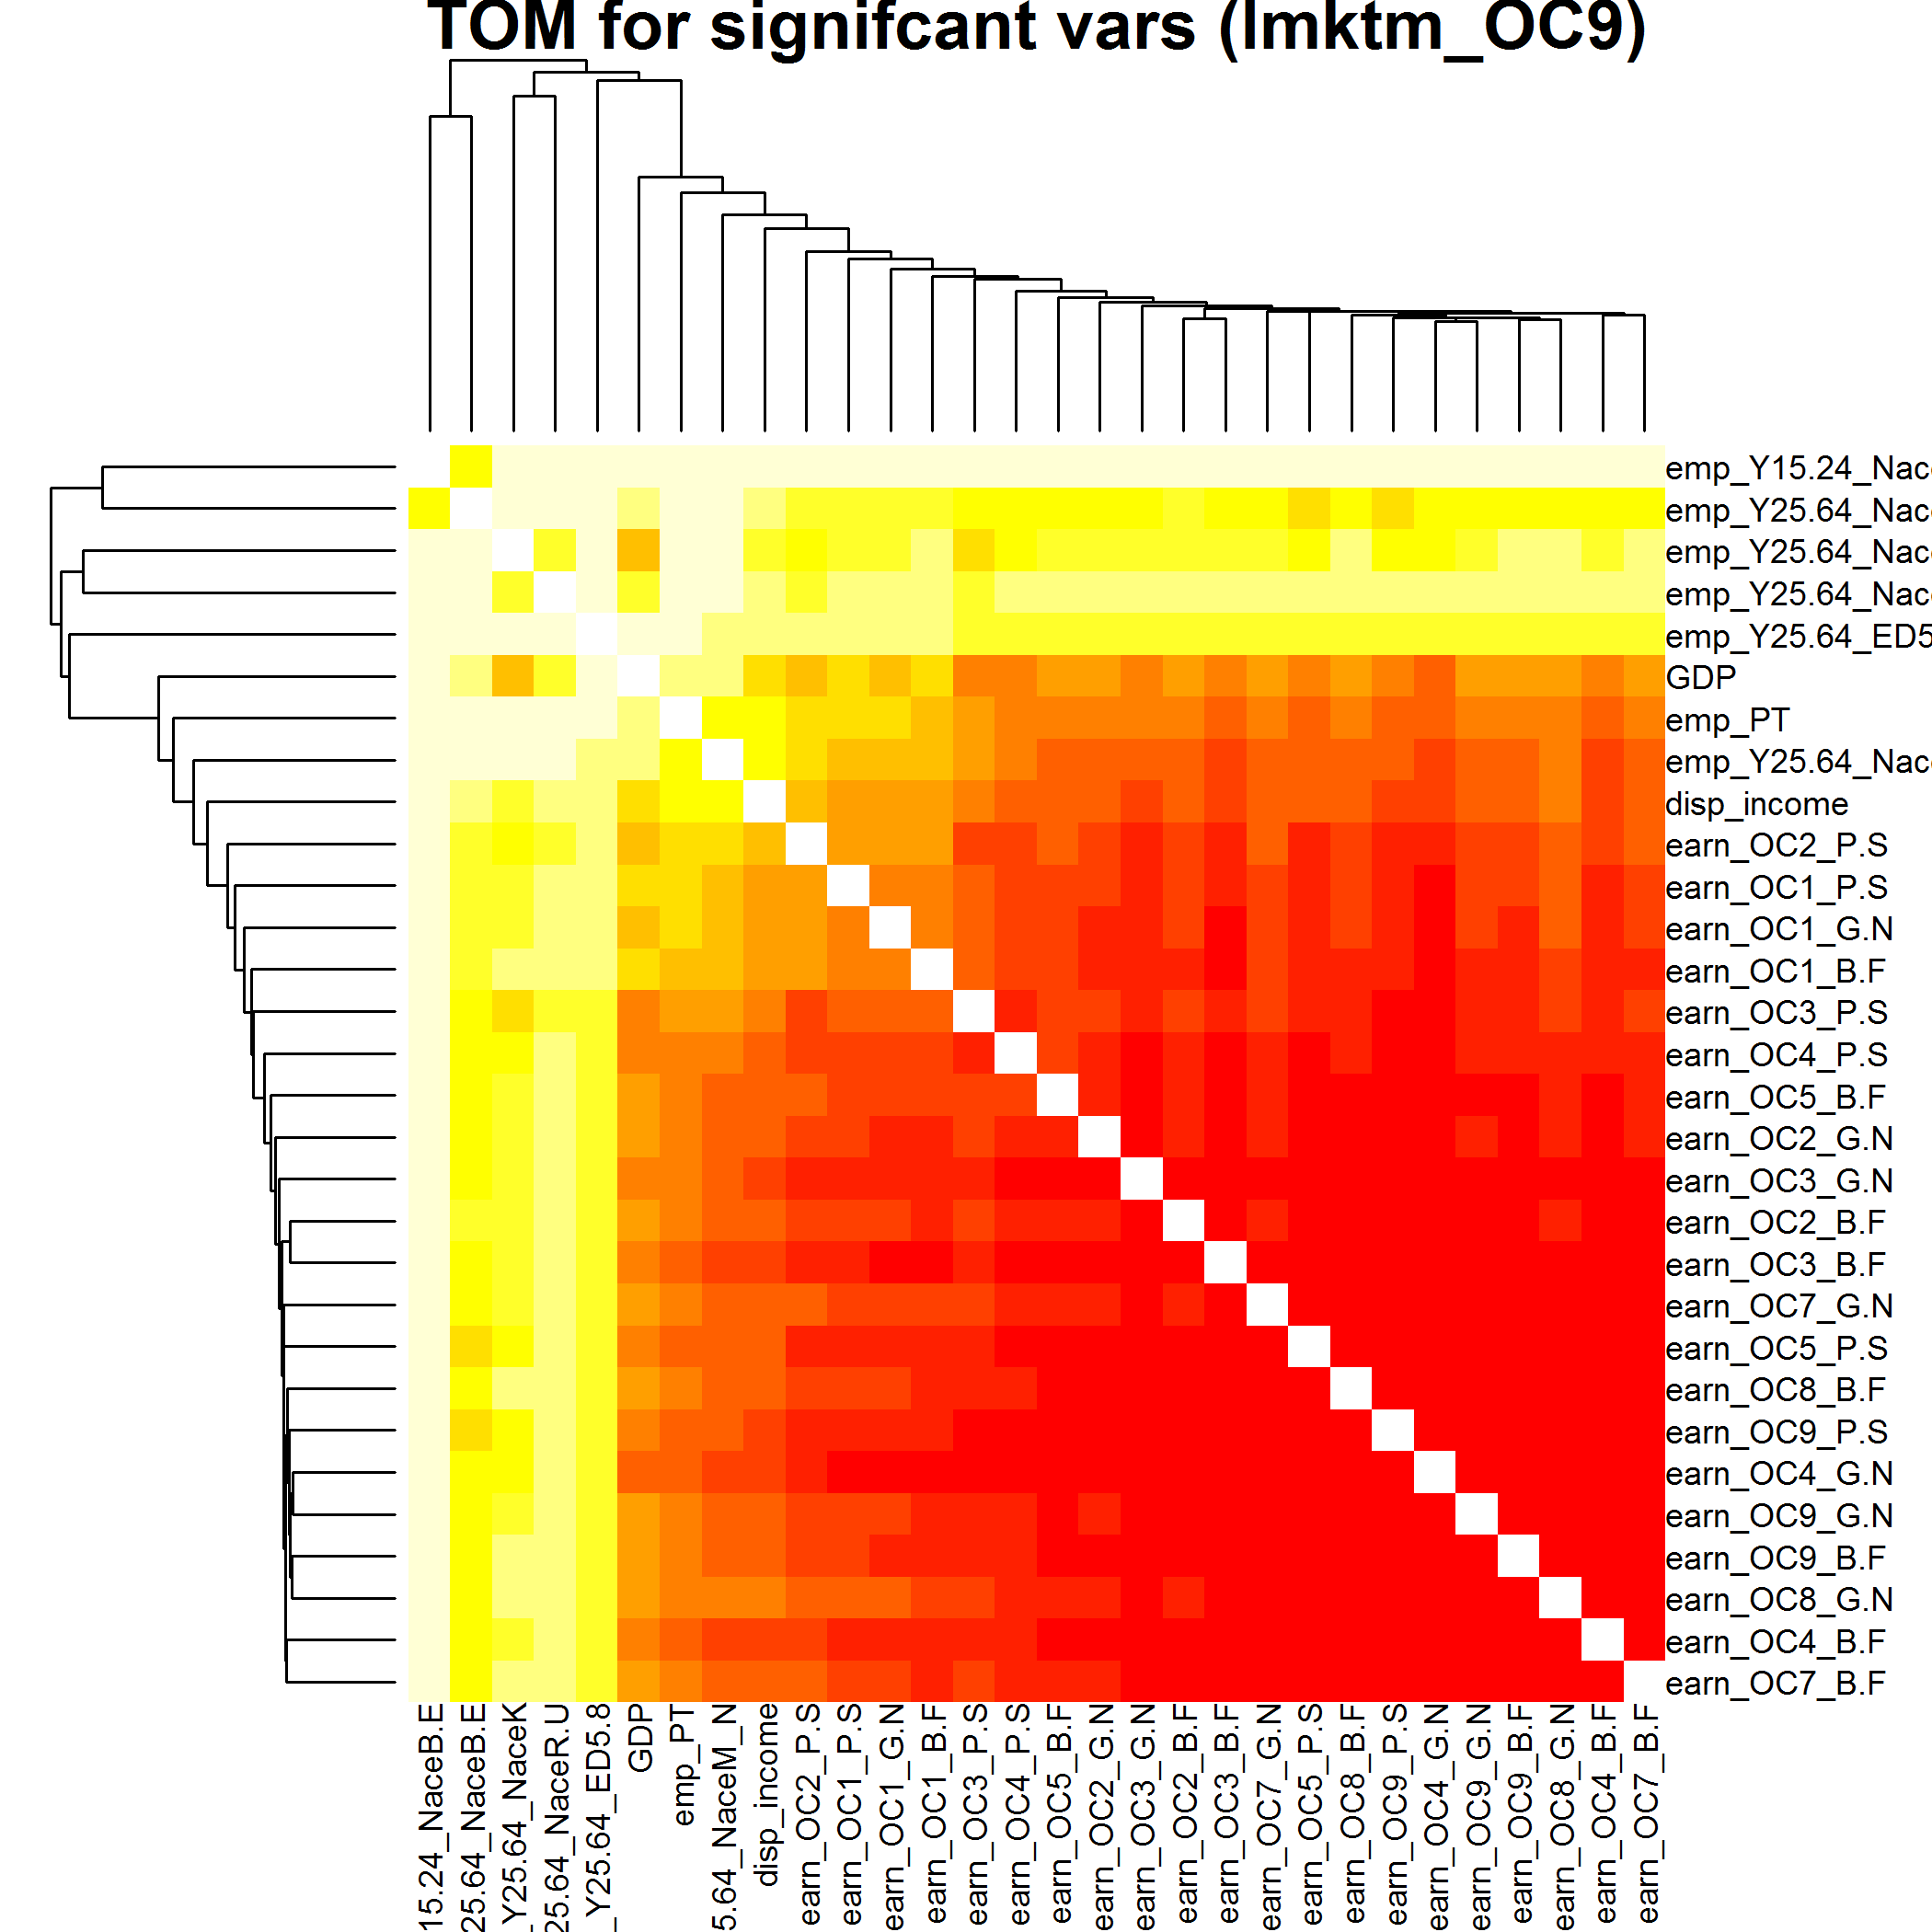 TOM for signifcant vars (lmktm_OC9)
emp_Y15.24_Nac
emp_Y25.64_Nac
emp_Y25.64_Nac
emp_Y25.64_Nac
emp_Y25.64_ED5
GDP
emp_PT
emp_Y25.64_Nac
disp_income
earn_OC2_P.S
earn_OC1_P.S
earn_OC1_G.N
earn_OC1_B.F
earn_OC3_P.S
earn_OC4_P.S
earn_OC5_B.F
earn_OC2_G.N
earn_OC3_G.N
earn_OC2_B.F
earn_OC3_B.F
earn_OC7_G.N
earn_OC5_P.S
earn_OC8_B.F
earn_OC9_P.S
earn_OC4_G.N
earn_OC9_G.N
earn_OC9_B.F
earn_OC8_G.N
earn_OC4_B.F
earn_OC7_B.F
15.24_NaceB.E
25.64_NaceB.E
_Y25.64_NaceK
25.64_NaceR.U
_Y25.64_ED5.8
GDP
emp_PT
5.64_NaceM_N
disp_income
earn_OC2_P.S
earn_OC1_P.S
earn_OC1_G.N
earn_OC1_B.F
earn_OC3_P.S
earn_OC4_P.S
earn_OC5_B.F
earn_OC2_G.N
earn_OC3_G.N
earn_OC2_B.F
earn_OC3_B.F
earn_OC7_G.N
earn_OC5_P.S
earn_OC8_B.F
earn_OC9_P.S
earn_OC4_G.N
earn_OC9_G.N
earn_OC9_B.F
earn_OC8_G.N
earn_OC4_B.F
earn_OC7_B.F